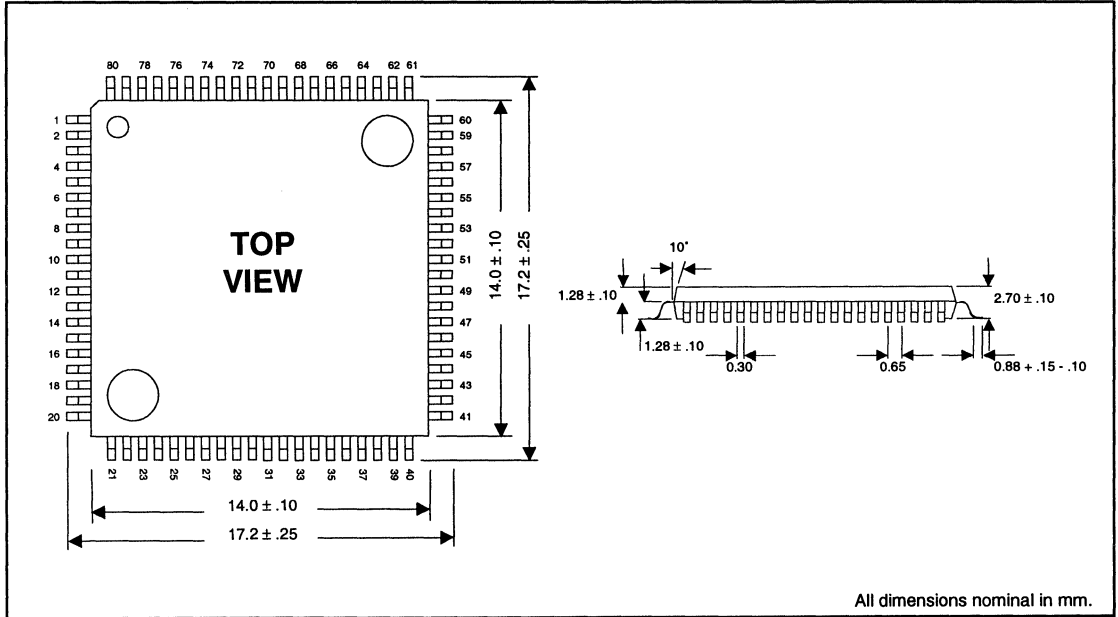 80 78 76 74 72 70 68 66 64 62 61
1
2
4
6
8
10
12
14
16
18
20
60
59
57
55
53
51
49
47
45
43
41
TOP
VIEW
14.0 ± .10
17.2 ± .25
21 23 25 27 29 31 33 35 37 39 40
14.0 ± .10
17.2 ± .25
10°
1.28 ± .10
2.70 ± .10
1.28 ± .10
0.30
0.65
0.88 + .15 - .10
All dimensions nominal in mm.